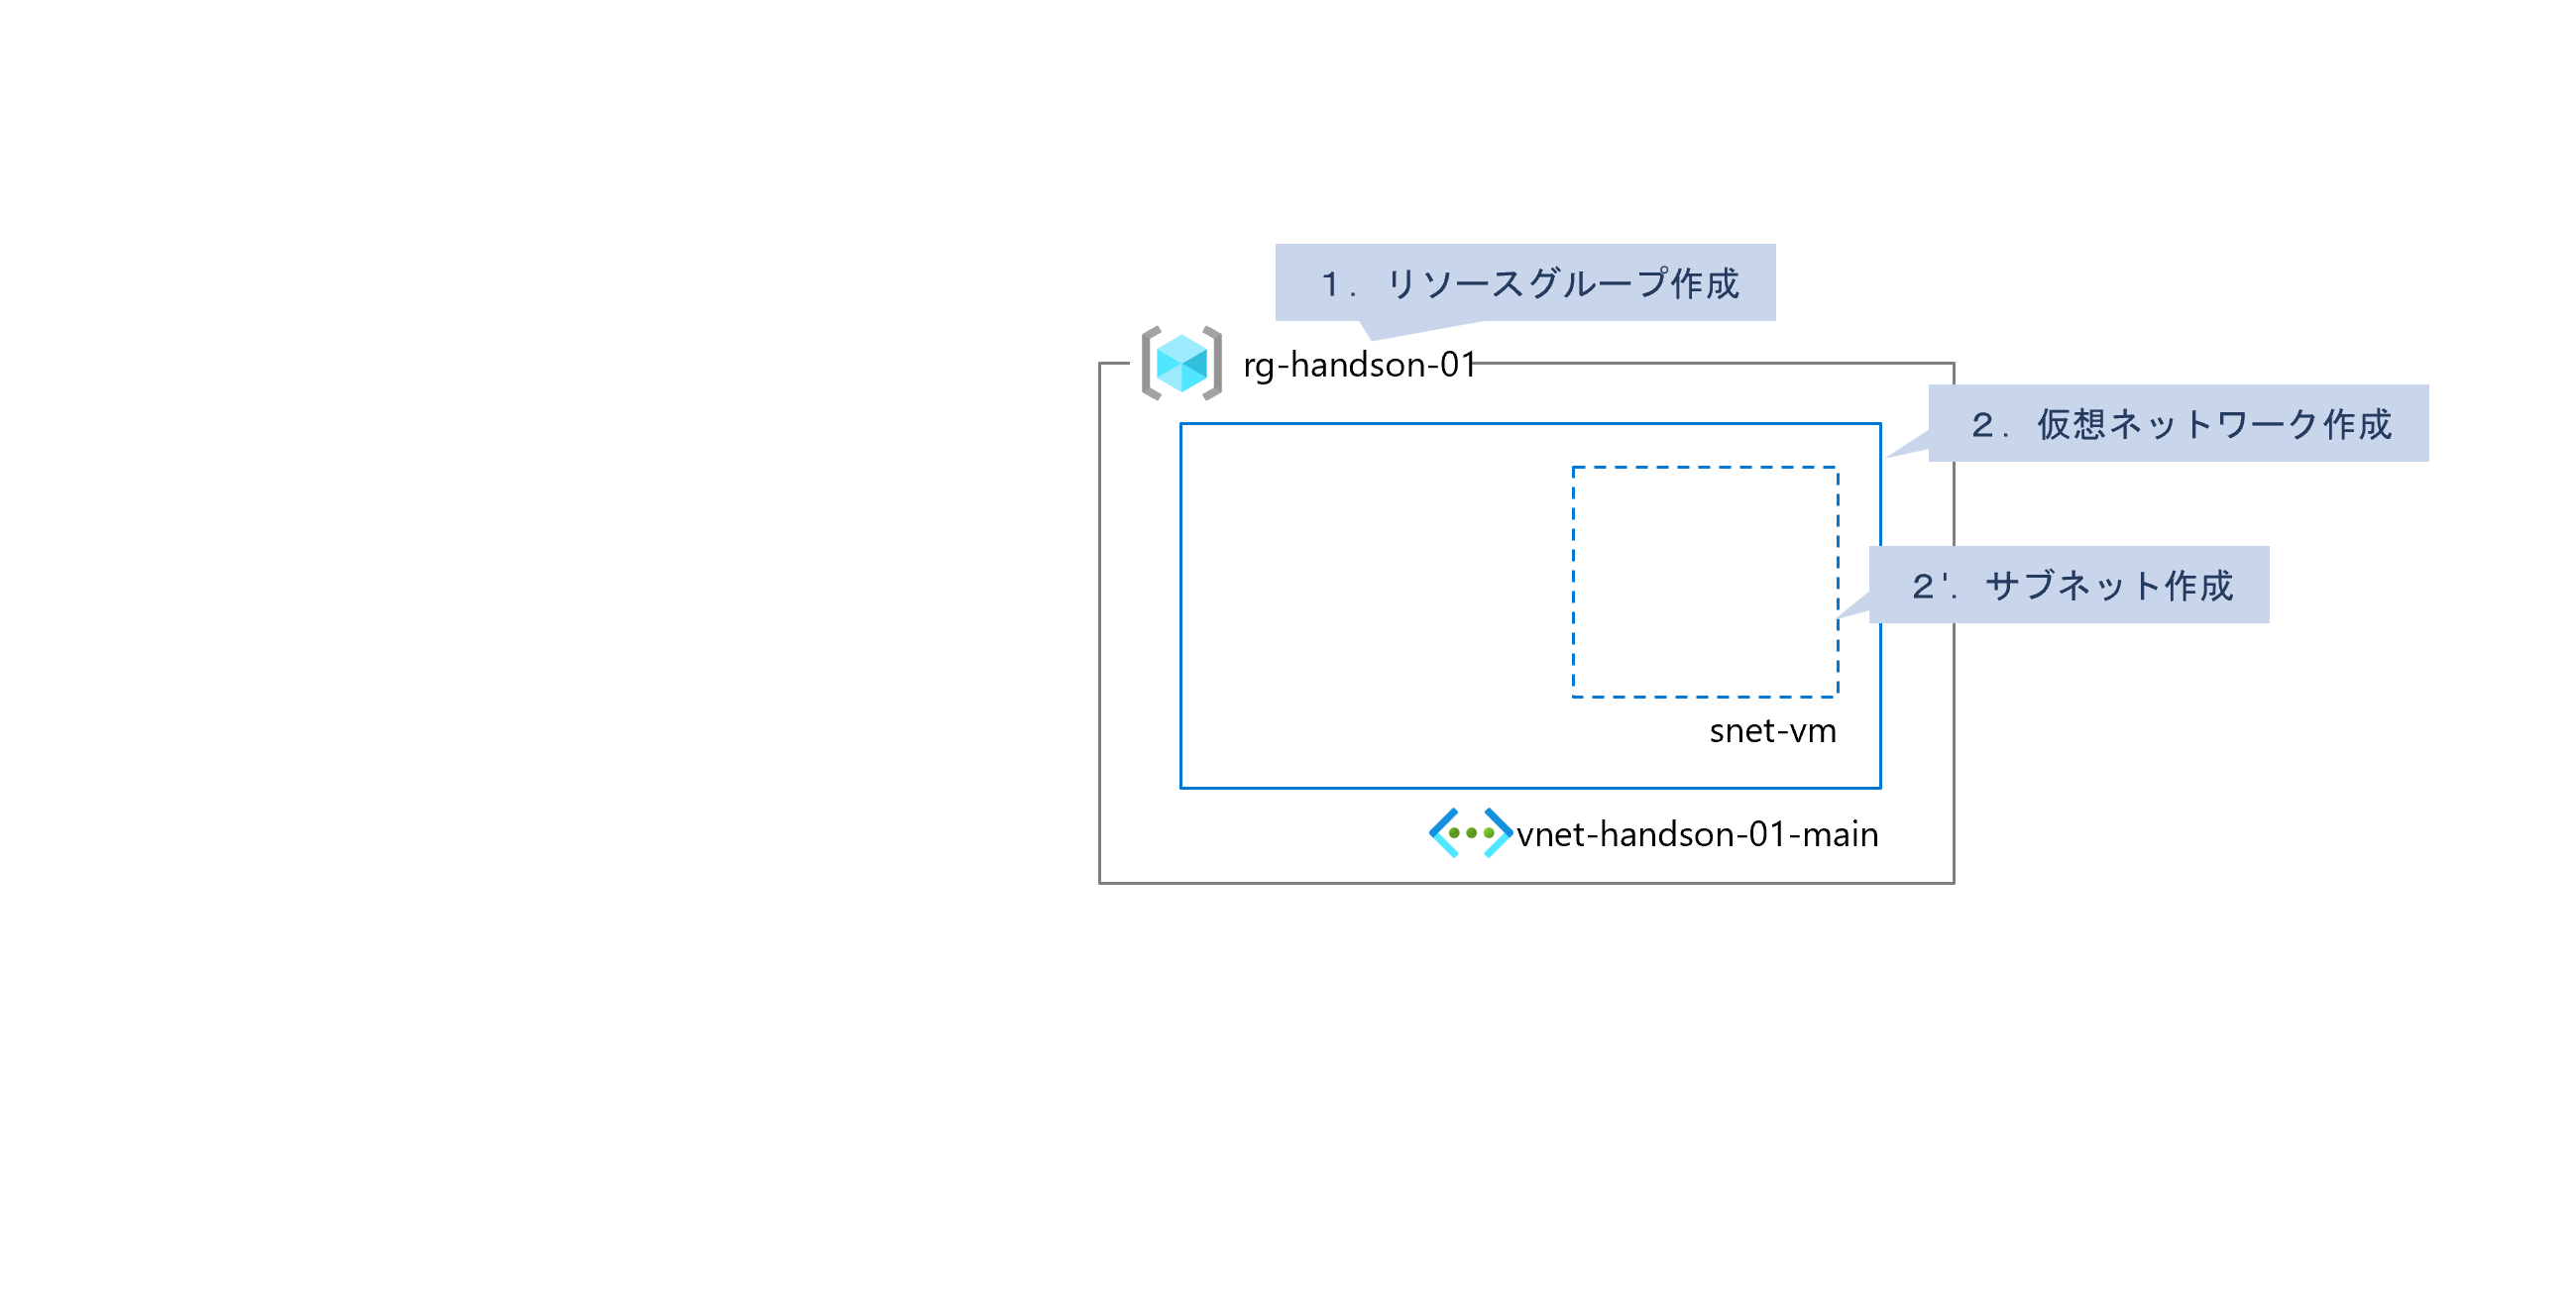 １．リソースグループ作成
rg-handson-01
２．仮想ネットワーク作成
２'．サブネット作成
snet-vm
vnet-handson-01-main